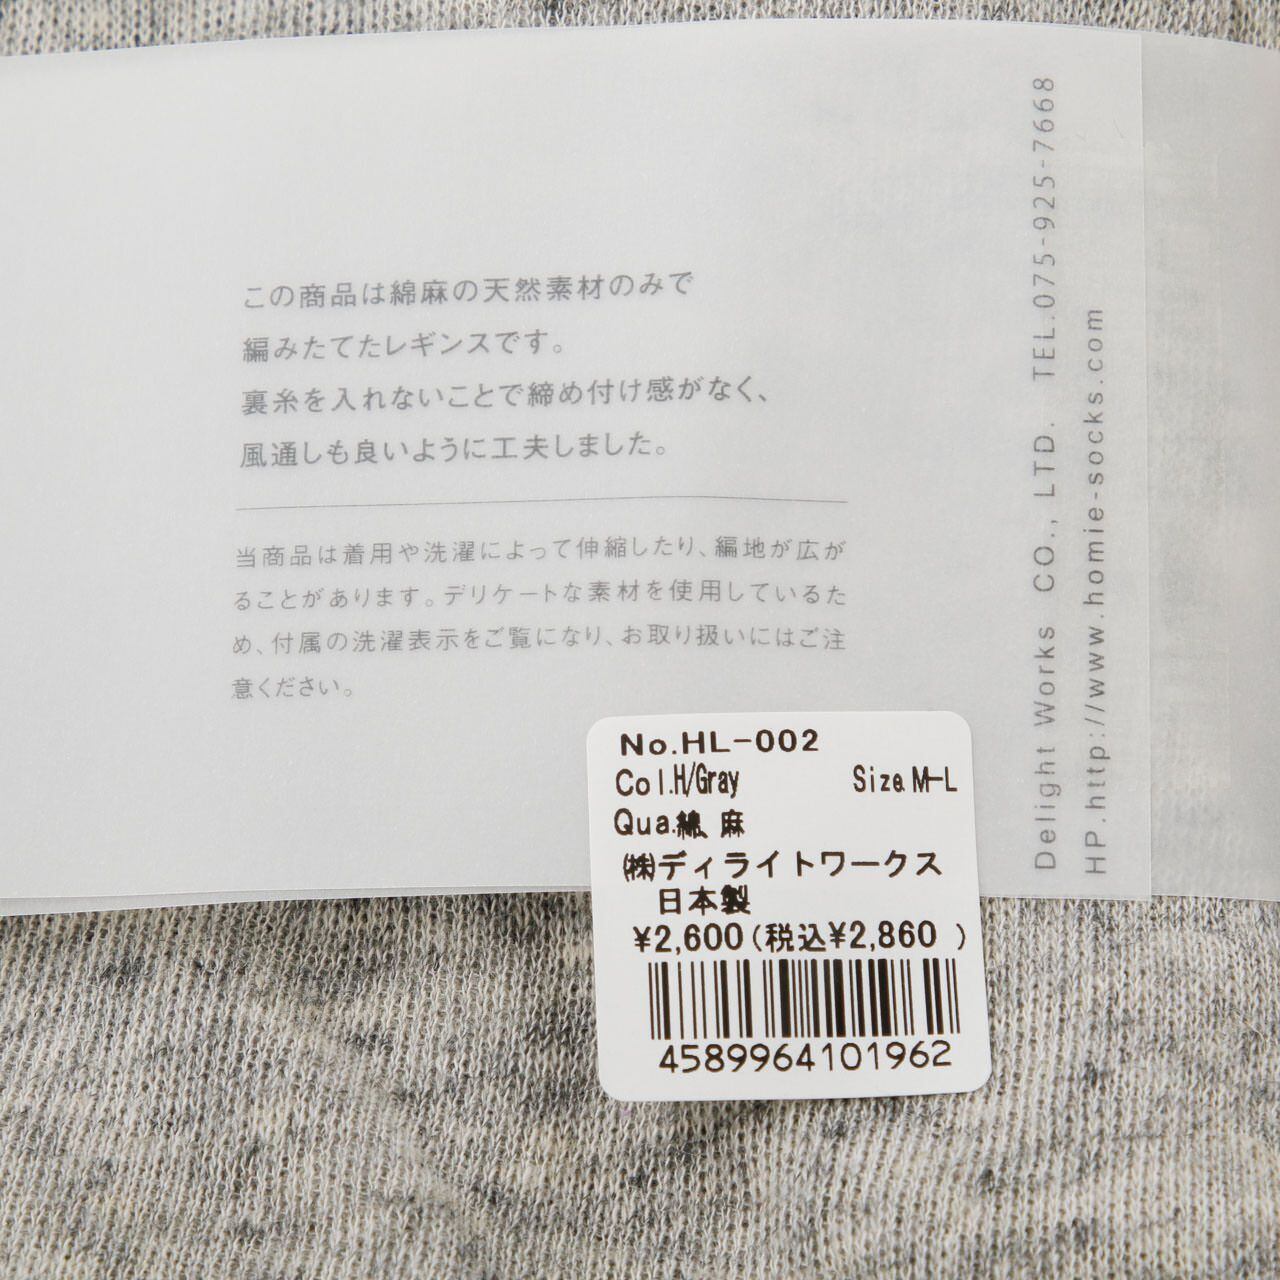 この商品は綿麻の天然素材のみで
編みたてたレギンスです。
裏糸を入れないことで締め付け感がなく、
風通しも良いように工夫しました。
当商品は着用や洗濯によって伸縮したり、編地が広が
ることがあります。デリケートな素材を使用しているた
め、付属の洗濯表示をご覧になり、お取り扱いにはご注
意ください。
Delight Works CO., LTD. TEL.075-925-7668
HP.http://www.homie-socks.com
No.HL-002
Col.H/Gray Size.M-L
Qua.綿、麻
㈱ディライトワークス
日本製
¥2,600(税込¥2,860 )
4589964101962